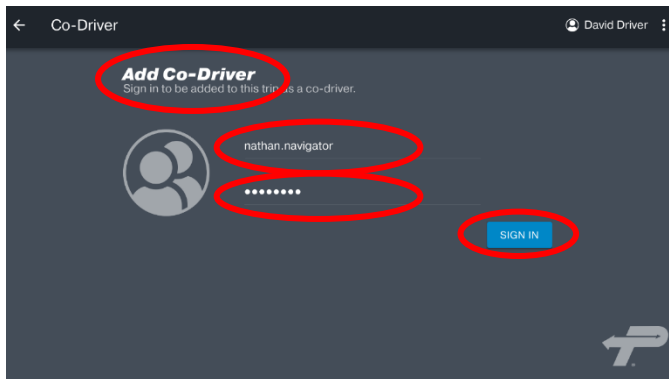 Co-Driver
David Driver
Add Co-Driver
Sign in to be added to this trip as a co-driver.
nathan.navigator
••••••••
SIGN IN